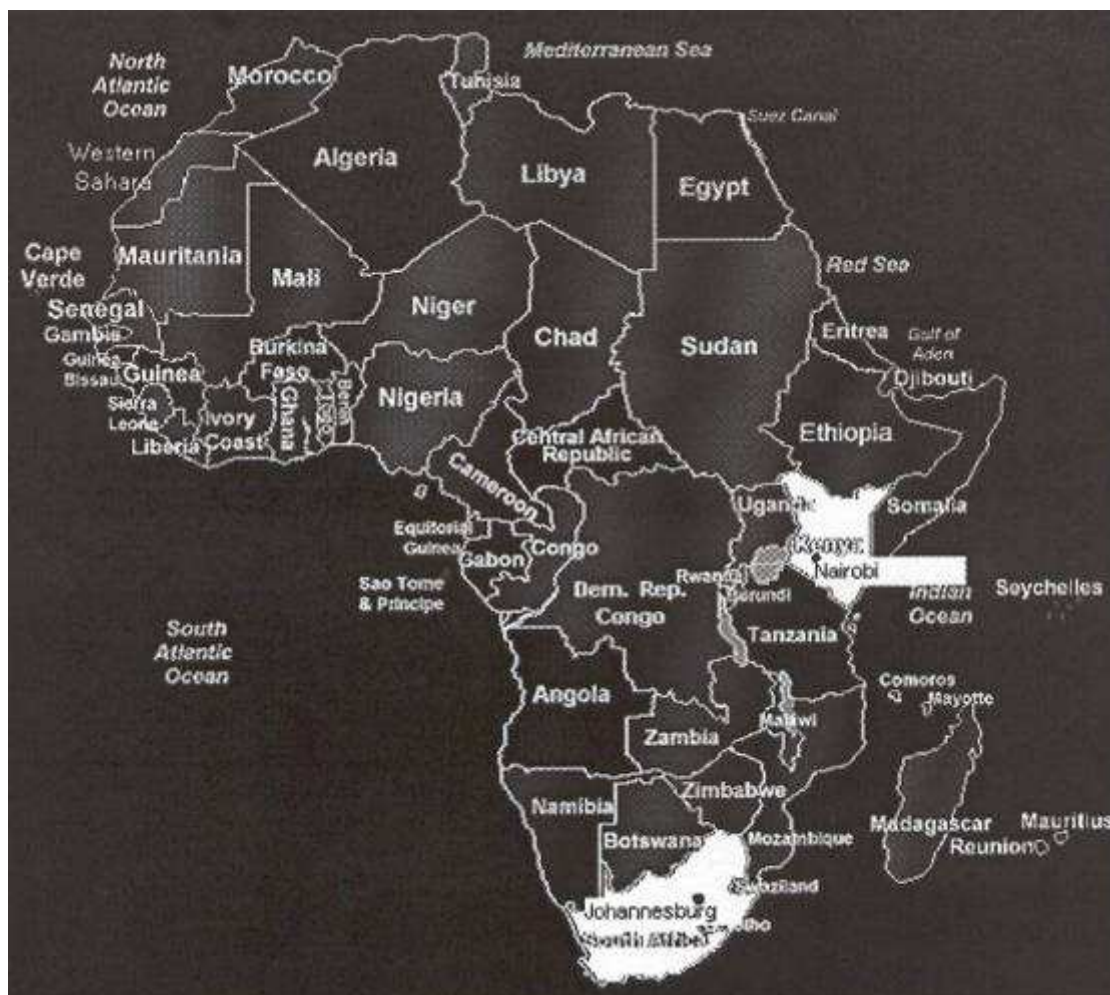 North
Atlantic
Ocean
Mediterranean Sea
Morocco
Tunisia
Suez Canal
Western
Sahara
Algeria
Libya
Egypt
Cape
Verde
Mauritania
Mali
Niger
Chad
Sudan
Red Sea
Senegal
Gambia
Guinea
Bissau
Guinea
Burkina
Faso
Benin
Togo
Ghana
Nigeria
Eritrea
Gulf of
Aden
Djibouti
Sierra
Leone
Liberia
Ivory
Coast
Central African
Republic
Ethiopia
Cameroon
Uganda
Somalia
Equitorial
Guinea
Gabon
Congo
Kenya
Nairobi
Rwanda
Burundi
Sao Tome
& Principe
Dem. Rep.
Congo
Indian
Ocean
Seychelles
Tanzania
South
Atlantic
Ocean
Angola
Comoros
Mayotte
Malawi
Zambia
Zimbabwe
Namibia
Botswana
Mozambique
Madagascar
Mauritius
Reunion
Swaziland
Johannesburg